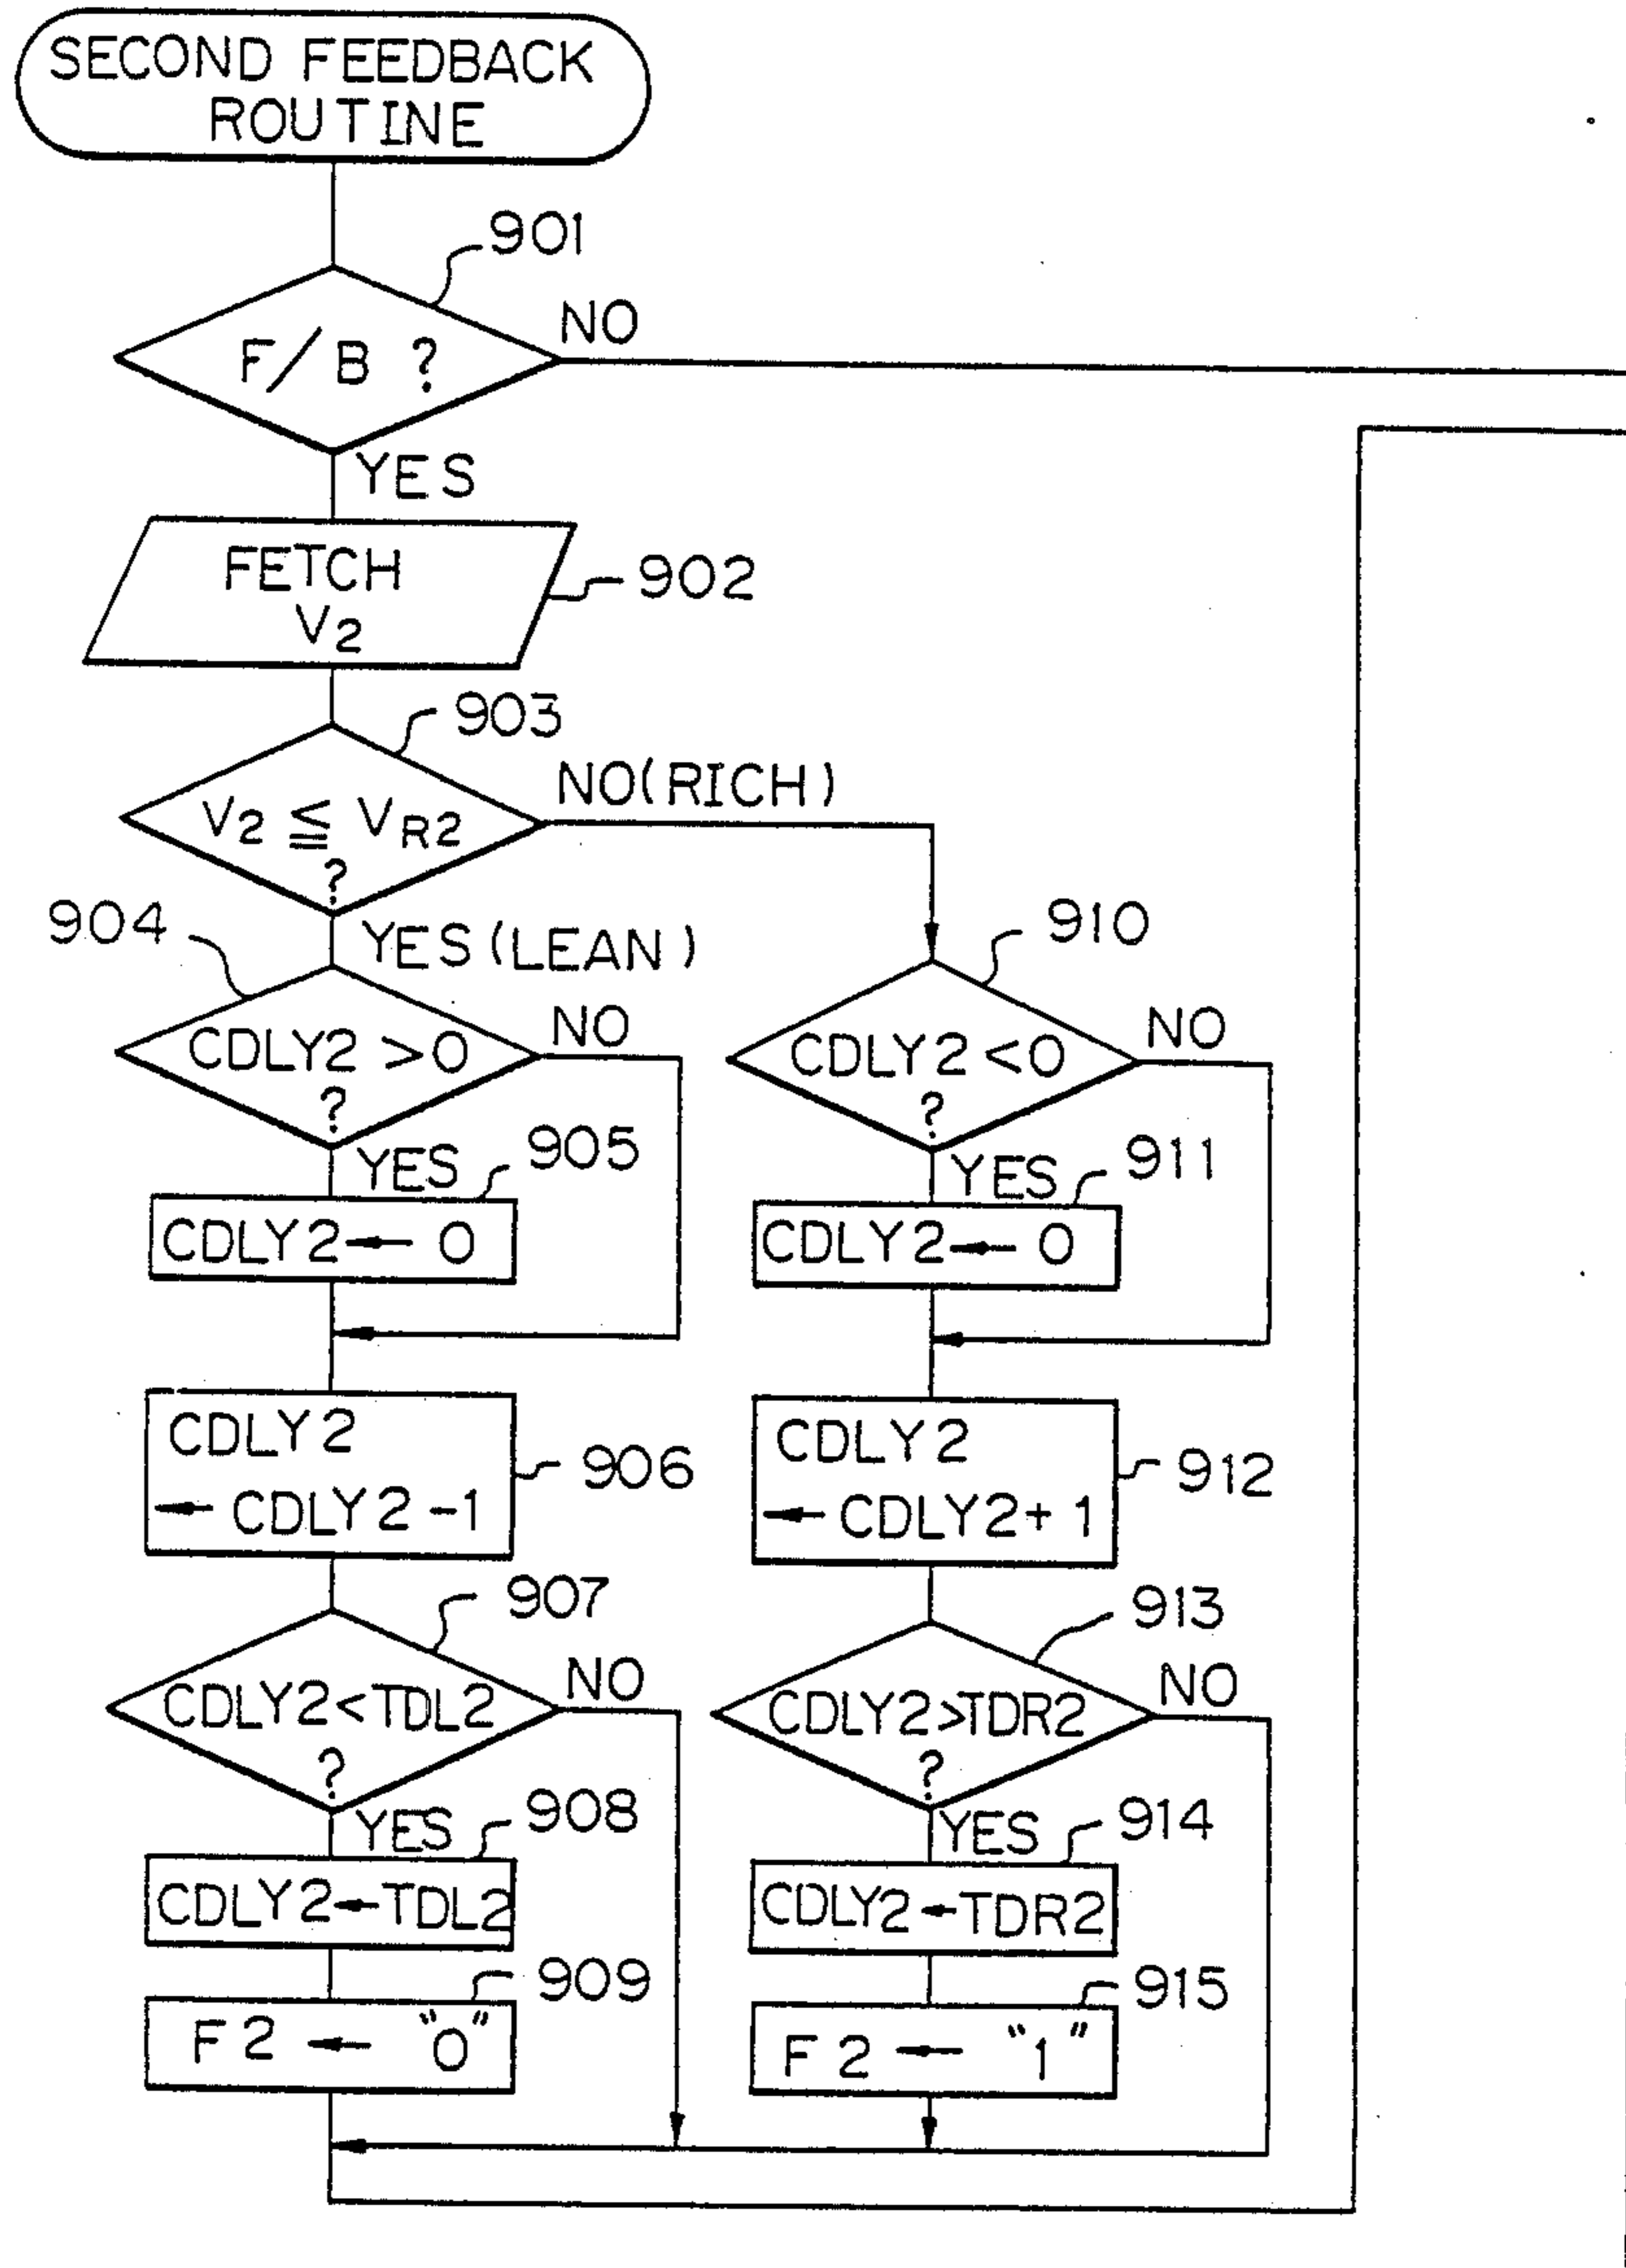 SECOND FEEDBACK
ROUTINE
901
F/B ?
NO
YES
FETCH
V2
902
903
V2 ≦ VR2
?
NO(RICH)
YES(LEAN)
904
CDLY2 >0
?
NO
YES
905
CDLY2← 0
CDLY2
← CDLY2-1
906
907
CDLY2<TDL2
?
NO
YES
908
CDLY2←TDL2
909
F2 ← "0"
910
CDLY2<0
?
NO
YES
911
CDLY2← 0
CDLY2
← CDLY2+1
912
913
CDLY2>TDR2
?
NO
YES
914
CDLY2←TDR2
915
F2 ← "1"